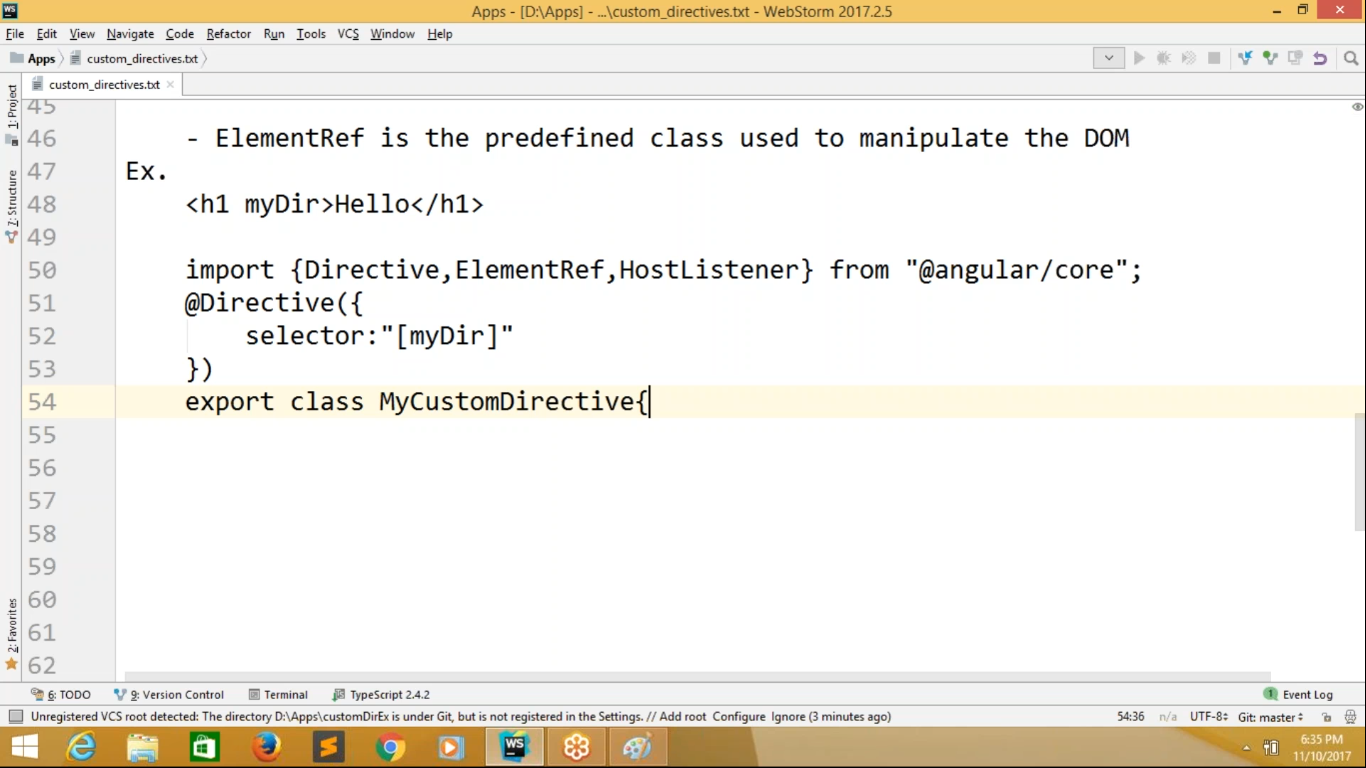 Apps - [D:\Apps] - ...\custom_directives.txt - WebStorm 2017.2.5
File Edit View Navigate Code Refactor Run Tools VCS Window Help
Apps custom_directives.txt
custom_directives.txt
1: Project
7: Structure
2: Favorites
45
46 - ElementRef is the predefined class used to manipulate the DOM
47 Ex.
48 <h1 myDir>Hello</h1>
49
50 import {Directive,ElementRef,HostListener} from "@angular/core";
51 @Directive({
52 selector:"[myDir]"
53 })
54 export class MyCustomDirective{
55
56
57
58
59
60
61
62
6: TODO 9: Version Control Terminal TypeScript 2.4.2 1 Event Log
Unregistered VCS root detected: The directory D:\Apps\customDirEx is under Git, but is not registered in the Settings. // Add root Configure Ignore (3 minutes ago) 54:36 n/a UTF-8 Git: master
WS
6:35 PM
11/10/2017